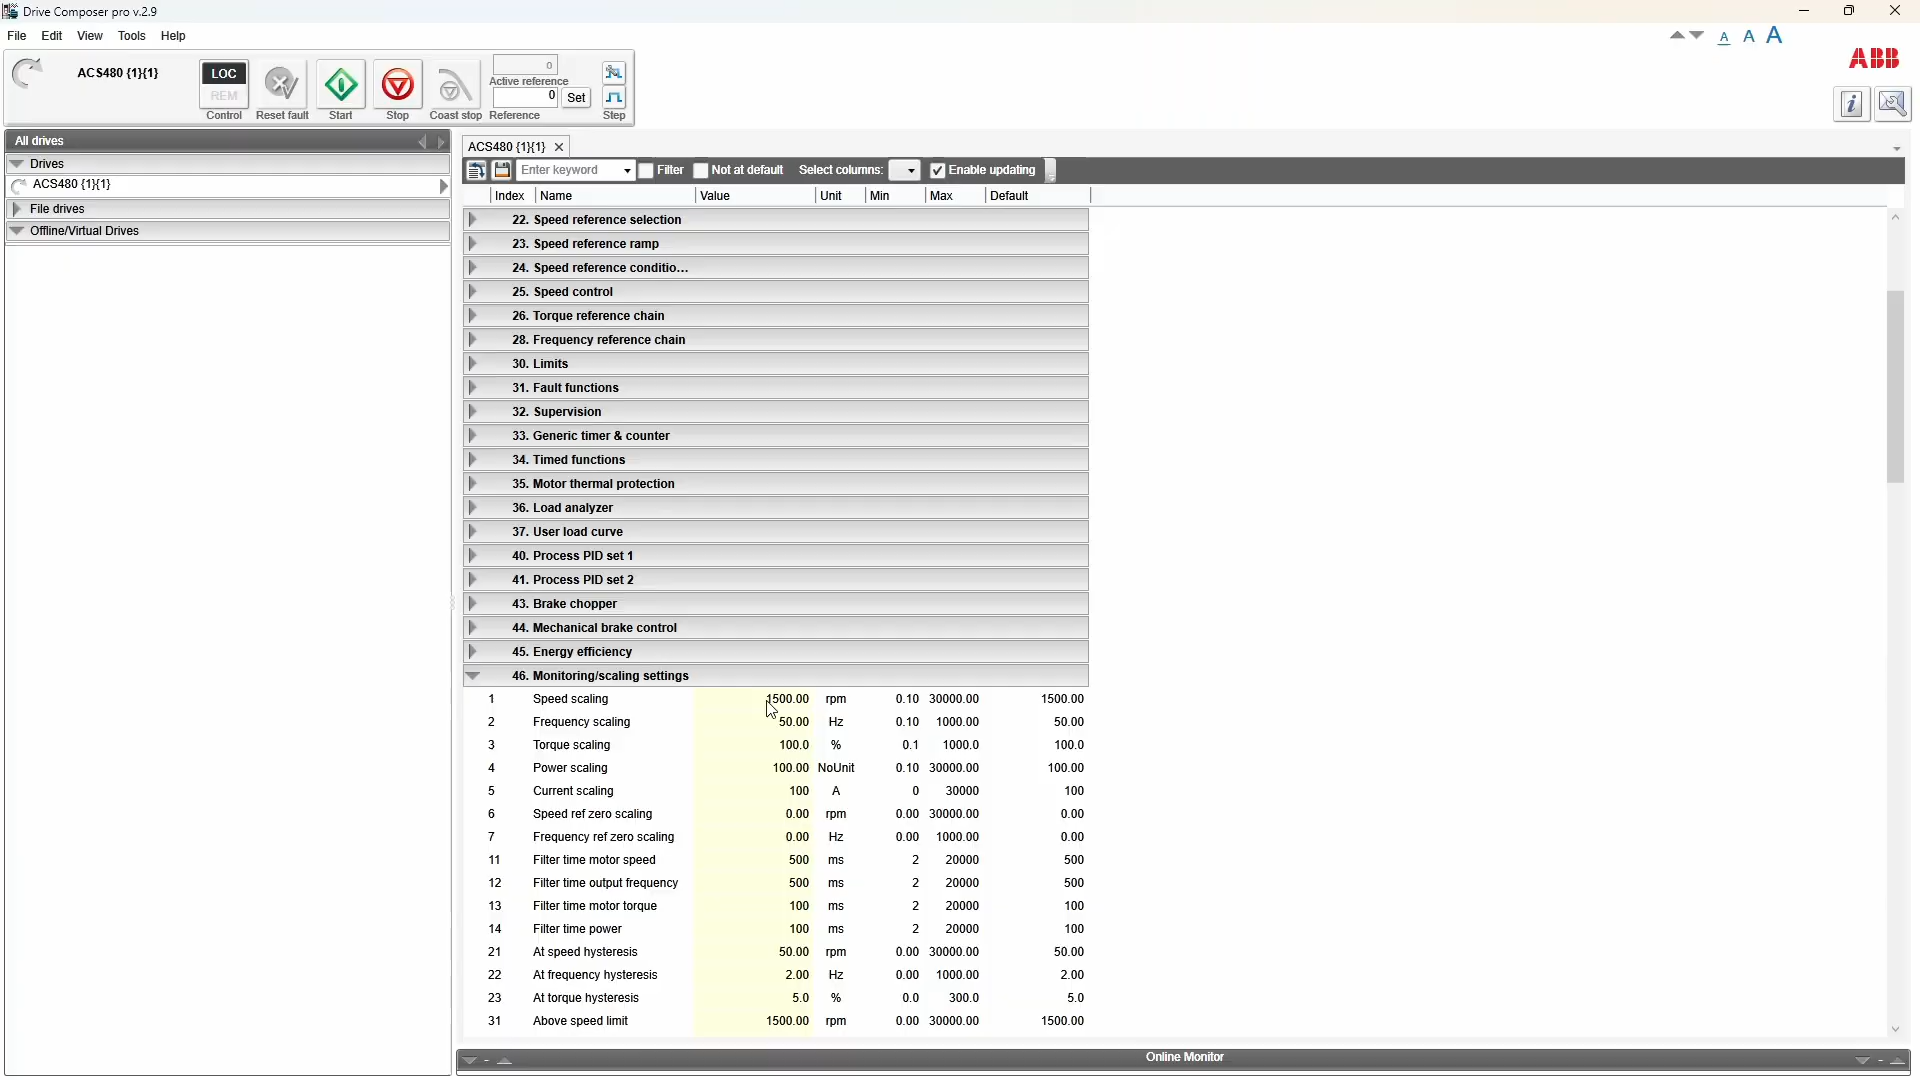 Drive Composer pro v.2.9
File Edit View Tools Help
A A A
ABB
ACS480 {1}{1}
LOC
REM
Control
Reset fault
Start
Stop
Coast stop
0
Active reference
0 Set
Reference
Step
i
All drives
Drives
ACS480 {1}{1}
File drives
Offline/Virtual Drives
ACS480 {1}{1}
Enter keyword Filter Not at default Select columns: Enable updating
Index Name Value Unit Min Max Default
22. Speed reference selection
23. Speed reference ramp
24. Speed reference conditio...
25. Speed control
26. Torque reference chain
28. Frequency reference chain
30. Limits
31. Fault functions
32. Supervision
33. Generic timer & counter
34. Timed functions
35. Motor thermal protection
36. Load analyzer
37. User load curve
40. Process PID set 1
41. Process PID set 2
43. Brake chopper
44. Mechanical brake control
45. Energy efficiency
46. Monitoring/scaling settings
1 Speed scaling 1500.00 rpm 0.10 30000.00 1500.00
2 Frequency scaling 50.00 Hz 0.10 1000.00 50.00
3 Torque scaling 100.0 % 0.1 1000.0 100.0
4 Power scaling 100.00 NoUnit 0.10 30000.00 100.00
5 Current scaling 100 A 0 30000 100
6 Speed ref zero scaling 0.00 rpm 0.00 30000.00 0.00
7 Frequency ref zero scaling 0.00 Hz 0.00 1000.00 0.00
11 Filter time motor speed 500 ms 2 20000 500
12 Filter time output frequency 500 ms 2 20000 500
13 Filter time motor torque 100 ms 2 20000 100
14 Filter time power 100 ms 2 20000 100
21 At speed hysteresis 50.00 rpm 0.00 30000.00 50.00
22 At frequency hysteresis 2.00 Hz 0.00 1000.00 2.00
23 At torque hysteresis 5.0 % 0.0 300.0 5.0
31 Above speed limit 1500.00 rpm 0.00 30000.00 1500.00
Online Monitor